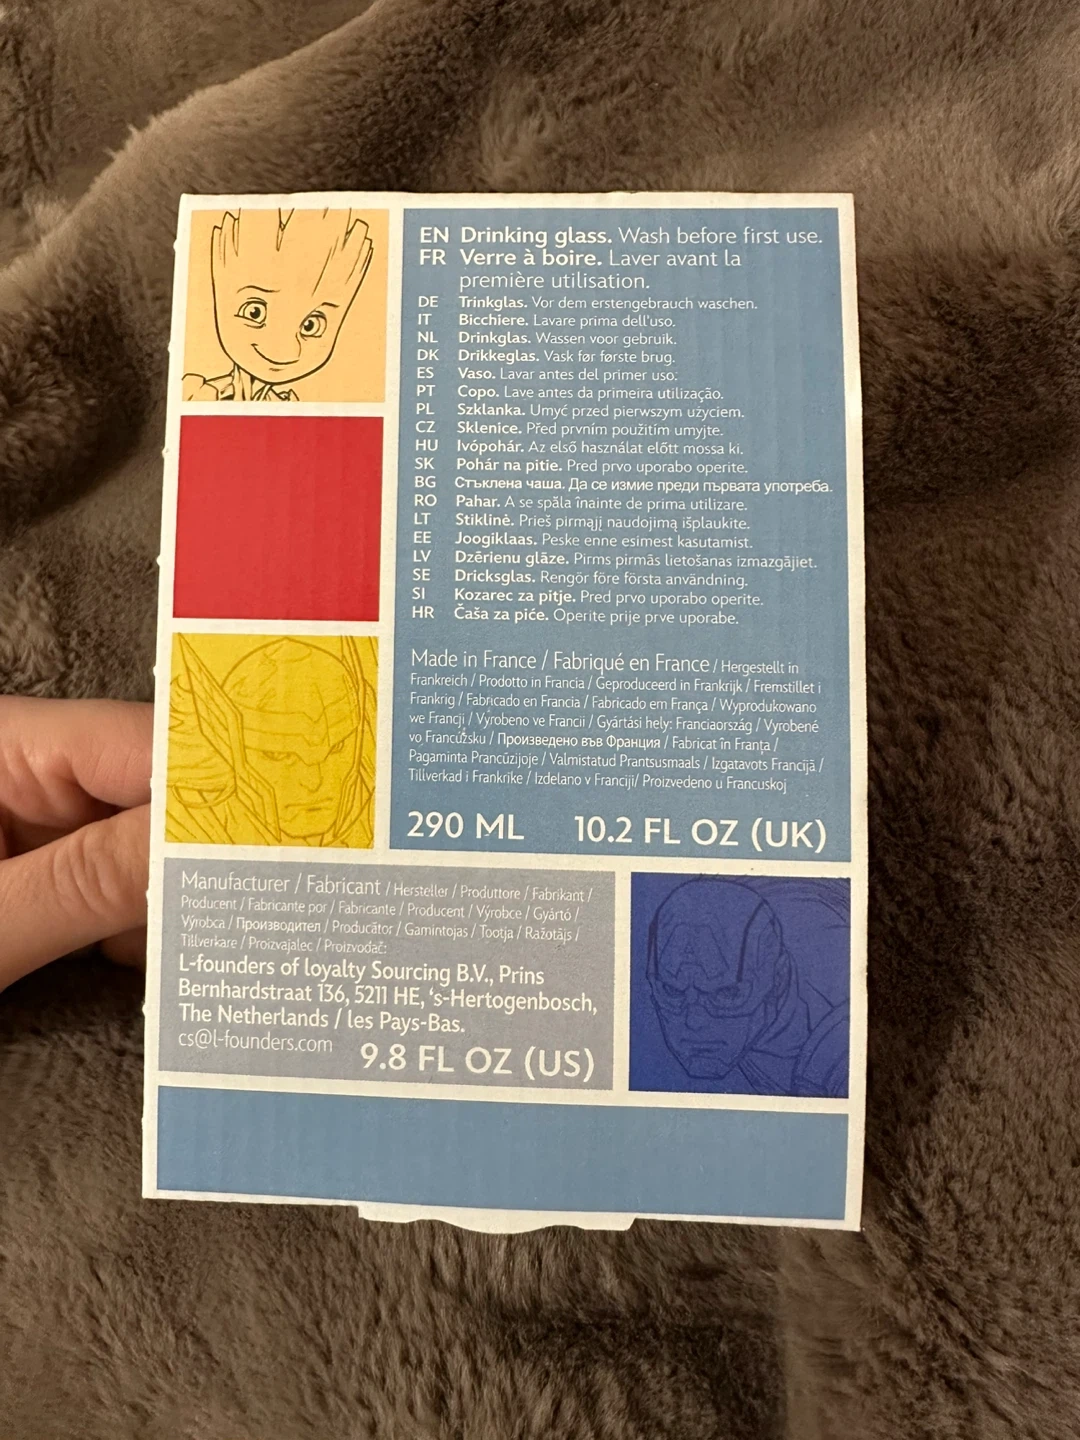 EN Drinking glass. Wash before first use.
FR Verre à boire. Laver avant la
première utilisation.
DE Trinkglas. Vor dem erstengebrauch waschen.
IT Bicchiere. Lavare prima dell'uso.
NL Drinkglas. Wassen voor gebruik.
DK Drikkeglas. Vask før første brug.
ES Vaso. Lavar antes del primer uso.
PT Copo. Lave antes da primeira utilização.
PL Szklanka. Umyć przed pierwszym użyciem.
CZ Sklenice. Před prvním použitím umyjte.
HU Ivópohár. Az első használat előtt mossa ki.
SK Pohár na pitie. Pred prvo uporabo operite.
BG Стъклена чаша. Да се измие преди първата употреба.
RO Pahar. A se spăla înainte de prima utilizare.
LT Stiklinė. Prieš pirmąjį naudojimą išplaukite.
EE Joogiklaas. Peske enne esimest kasutamist.
LV Dzērienu glāze. Pirms pirmās lietošanas izmazgājiet.
SE Dricksglas. Rengör före första användning.
SI Kozarec za pitje. Pred prvo uporabo operite.
HR Čaša za piće. Operite prije prve uporabe.
Made in France / Fabriqué en France / Hergestellt in
Frankreich / Prodotto in Francia / Geproduceerd in Frankrijk / Fremstillet i
Frankrig / Fabricado en Francia / Fabricado em França / Wyprodukowano
we Francji / Výrobeno ve Francii / Gyártási hely: Franciaország / Vyrobené
vo Francúzsku / Произведено във Франция / Fabricat în Franţa /
Pagaminta Prancūzijoje / Valmistatud Prantsusmaals / Izgatavots Francijā /
Tillverkad i Frankrike / Izdelano v Franciji/ Proizvedeno u Francuskoj
290 ML 10.2 FL OZ (UK)
Manufacturer / Fabricant / Hersteller / Produttore / Fabrikant /
Producent / Fabricante por / Fabricante / Producent / Výrobce / Gyártó /
Výrobca / Производител / Producător / Gamintojas / Tootja / Ražotājs /
Tillverkare / Proizvajalec / Proizvođač:
L-founders of loyalty Sourcing B.V., Prins
Bernhardstraat 136, 5211 HE, 's-Hertogenbosch,
The Netherlands / les Pays-Bas.
cs@l-founders.com 9.8 FL OZ (US)